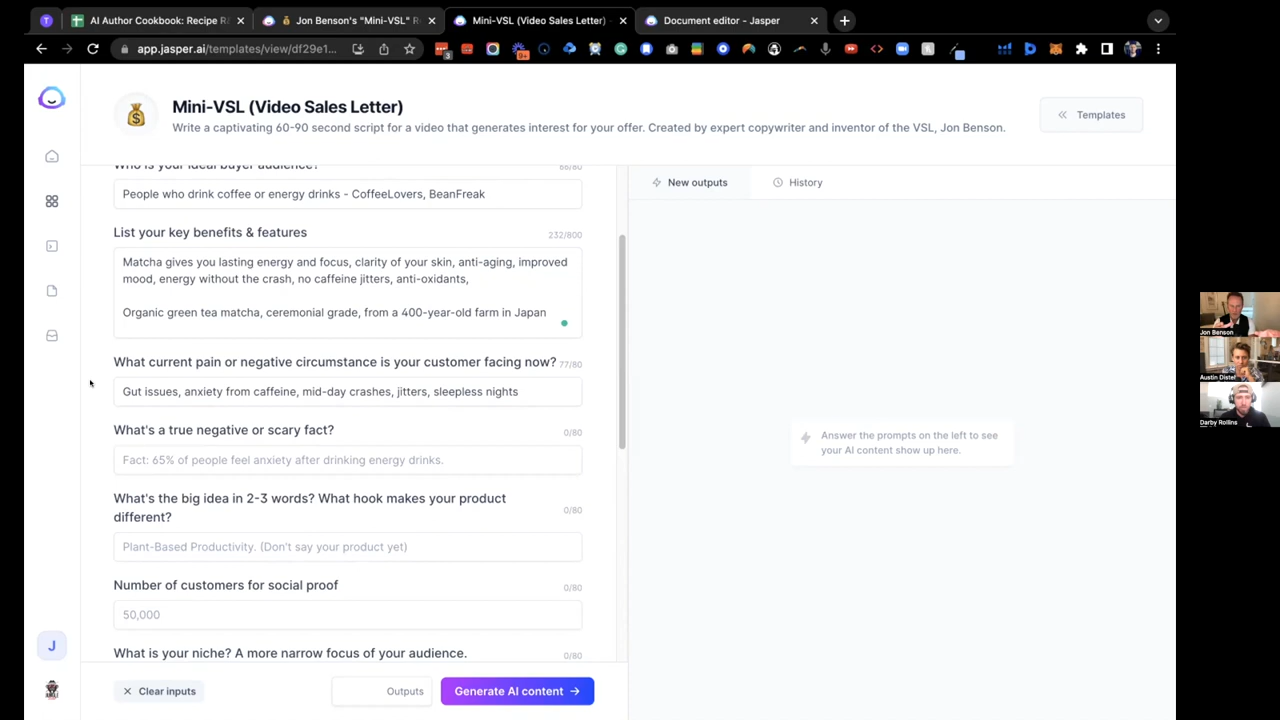 T
AI Author Cookbook: Recipe R
Jon Benson's "Mini-VSL" R
Mini-VSL (Video Sales Letter)
Document editor - Jasper
app.jasper.ai/templates/view/df29e1...
Mini-VSL (Video Sales Letter)
Write a captivating 60-90 second script for a video that generates interest for your offer. Created by expert copywriter and inventor of the VSL, Jon Benson.
Templates
Who is your ideal buyer audience?
66/80
People who drink coffee or energy drinks - CoffeeLovers, BeanFreak
List your key benefits & features
232/800
Matcha gives you lasting energy and focus, clarity of your skin, anti-aging, improved
mood, energy without the crash, no caffeine jitters, anti-oxidants,
Organic green tea matcha, ceremonial grade, from a 400-year-old farm in Japan
What current pain or negative circumstance is your customer facing now?
77/80
Gut issues, anxiety from caffeine, mid-day crashes, jitters, sleepless nights
What's a true negative or scary fact?
0/80
Fact: 65% of people feel anxiety after drinking energy drinks.
What's the big idea in 2-3 words? What hook makes your product
different?
0/80
Plant-Based Productivity. (Don't say your product yet)
Number of customers for social proof
0/80
50,000
What is your niche? A more narrow focus of your audience.
0/80
J
Clear inputs
Outputs
Generate AI content
New outputs
History
Answer the prompts on the left to see
your AI content show up here.
Jon Benson
Austin Distel
Darby Rollins